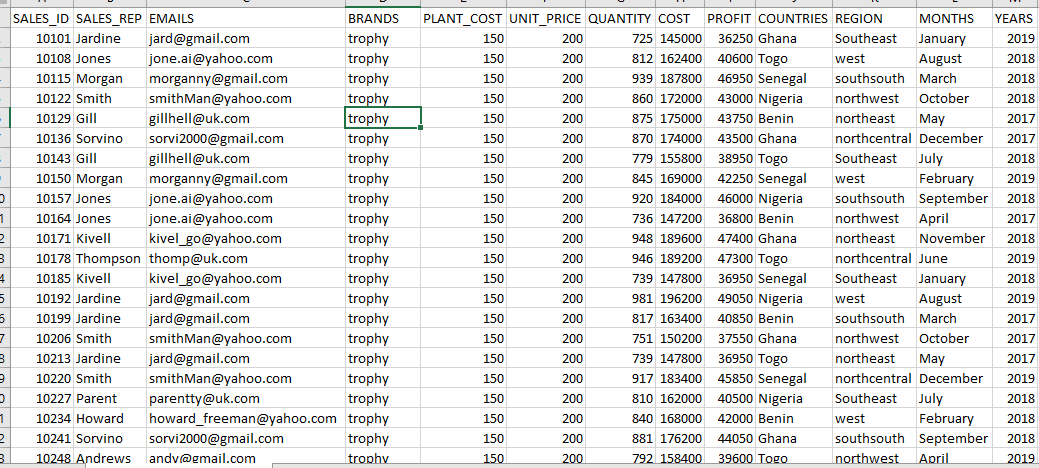 SALES_ID SALES_REP EMAILS BRANDS PLANT_COST UNIT_PRICE QUANTITY COST PROFIT COUNTRIES REGION MONTHS YEARS
10101 Jardine jard@gmail.com trophy 150 200 725 145000 36250 Ghana Southeast January 2019
10108 Jones jone.ai@yahoo.com trophy 150 200 812 162400 40600 Togo west August 2018
10115 Morgan morganny@gmail.com trophy 150 200 939 187800 46950 Senegal southsouth March 2018
10122 Smith smithMan@yahoo.com trophy 150 200 860 172000 43000 Nigeria northwest October 2018
10129 Gill gillhell@uk.com trophy 150 200 875 175000 43750 Benin northeast May 2017
10136 Sorvino sorvi2000@gmail.com trophy 150 200 870 174000 43500 Ghana northcentral December 2017
10143 Gill gillhell@uk.com trophy 150 200 779 155800 38950 Togo Southeast July 2018
10150 Morgan morganny@gmail.com trophy 150 200 845 169000 42250 Senegal west February 2019
10157 Jones jone.ai@yahoo.com trophy 150 200 920 184000 46000 Nigeria southsouth September 2018
10164 Jones jone.ai@yahoo.com trophy 150 200 736 147200 36800 Benin northwest April 2017
10171 Kivell kivel_go@yahoo.com trophy 150 200 948 189600 47400 Ghana northeast November 2018
10178 Thompson thomp@uk.com trophy 150 200 946 189200 47300 Togo northcentral June 2019
10185 Kivell kivel_go@yahoo.com trophy 150 200 739 147800 36950 Senegal Southeast January 2018
10192 Jardine jard@gmail.com trophy 150 200 981 196200 49050 Nigeria west August 2019
10199 Jardine jard@gmail.com trophy 150 200 817 163400 40850 Benin southsouth March 2017
10206 Smith smithMan@yahoo.com trophy 150 200 751 150200 37550 Ghana northwest October 2017
10213 Jardine jard@gmail.com trophy 150 200 739 147800 36950 Togo northeast May 2017
10220 Smith smithMan@yahoo.com trophy 150 200 917 183400 45850 Senegal northcentral December 2019
10227 Parent parentty@uk.com trophy 150 200 810 162000 40500 Nigeria Southeast July 2018
10234 Howard howard_freeman@yahoo.com trophy 150 200 840 168000 42000 Benin west February 2018
10241 Sorvino sorvi2000@gmail.com trophy 150 200 881 176200 44050 Ghana southsouth September 2018
10248 Andrews andy@gmail.com trophy 150 200 792 158400 39600 Togo northwest April 2019